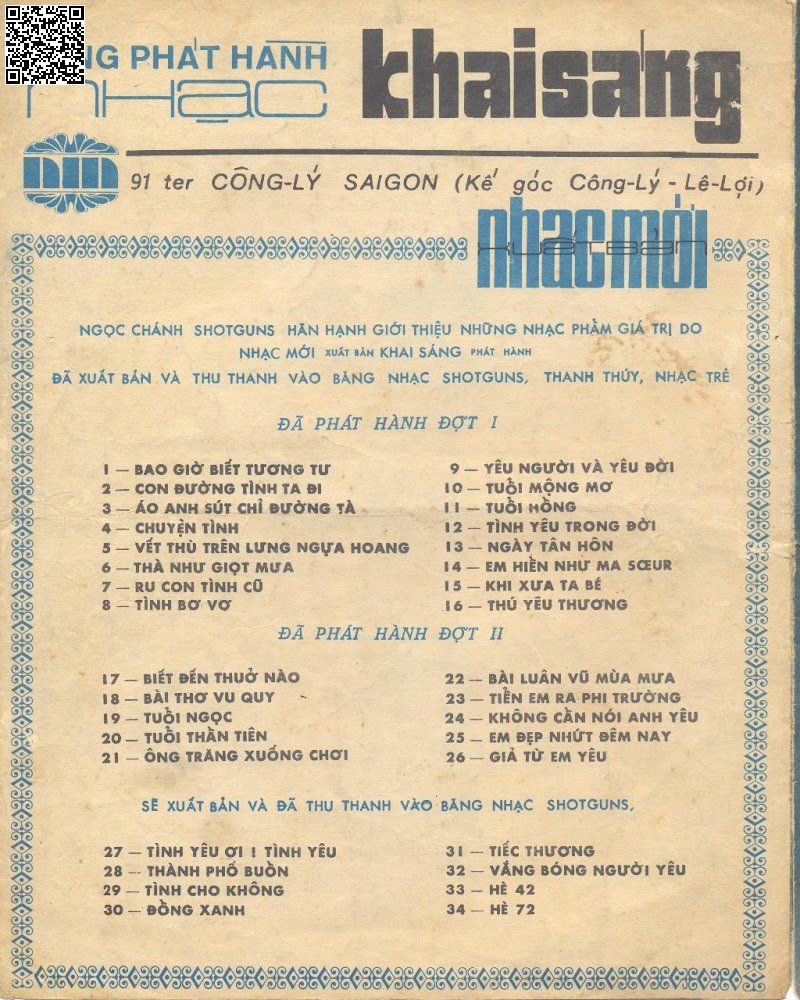 NG PHÁT HÀNH
NHẠC khai sáng
91 ter CÔNG-LÝ SAIGON (Kế góc Công-Lý - Lê-Lợi)
nhạc mới
XUẤT BẢN
NGỌC CHÁNH SHOTGUNS HÂN HẠNH GIỚI THIỆU NHỮNG NHẠC PHẨM GIÁ TRỊ DO
NHẠC MỚI XUẤT BẢN KHAI SÁNG PHÁT HÀNH
ĐÃ XUẤT BẢN VÀ THU THANH VÀO BĂNG NHẠC SHOTGUNS, THANH THÚY, NHẠC TRẺ
ĐÃ PHÁT HÀNH ĐỢT I
1 — BAO GIỜ BIẾT TƯƠNG TƯ
2 — CON ĐƯỜNG TÌNH TA ĐI
3 — ÁO ANH SÚT CHỈ ĐƯỜNG TÀ
4 — CHUYỆN TÌNH
5 — VẾT THÙ TRÊN LƯNG NGỰA HOANG
6 — THÀ NHƯ GIỌT MƯA
7 — RU CON TÌNH CŨ
8 — TÌNH BƠ VỢ
9 — YÊU NGƯỜI VÀ YÊU ĐỜI
10 — TUỔI MỘNG MƠ
11 — TUỔI HỒNG
12 — TÌNH YÊU TRONG ĐỜI
13 — NGÀY TÂN HÔN
14 — EM HIỀN NHƯ MA SŒUR
15 — KHI XƯA TA BÉ
16 — THÚ YÊU THƯƠNG
ĐÃ PHÁT HÀNH ĐỢT II
17 — BIẾT ĐẾN THUỞ NÀO
18 — BÀI THƠ VU QUY
19 — TUỔI NGỌC
20 — TUỔI THẦN TIÊN
21 — ÔNG TRĂNG XUỐNG CHƠI
22 — BÀI LUÂN VŨ MÙA MƯA
23 — TIỄN EM RA PHI TRƯỜNG
24 — KHÔNG CẦN NÓI ANH YÊU
25 — EM ĐẸP NHỨT ĐÊM NAY
26 — GIẢ TỪ EM YÊU
SẼ XUẤT BẢN VÀ ĐÃ THU THANH VÀO BĂNG NHẠC SHOTGUNS,
27 — TÌNH YÊU ƠI ! TÌNH YÊU
28 — THÀNH PHỐ BUỒN
29 — TÌNH CHO KHÔNG
30 — ĐỒNG XANH
31 — TIẾC THƯƠNG
32 — VẮNG BÓNG NGƯỜI YÊU
33 — HÈ 42
34 — HÈ 72